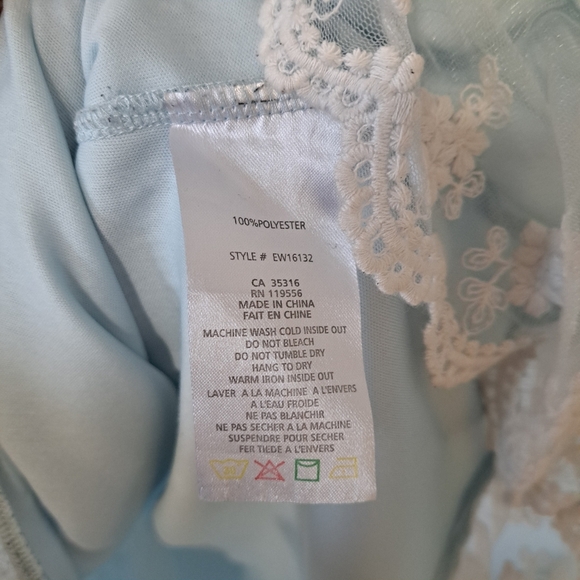 100%POLYESTER
STYLE # EW16132
CA 35316
RN 119556
MADE IN CHINA
FAIT EN CHINE
MACHINE WASH COLD INSIDE OUT
DO NOT BLEACH
DO NOT TUMBLE DRY
HANG TO DRY
WARM IRON INSIDE OUT
LAVER A LA MACHINE A L'ENVERS
A L'EAU FROIDE
NE PAS BLANCHIR
NE PAS SECHER A LA MACHINE
SUSPENDRE POUR SECHER
FER TIEDE A L'ENVERS